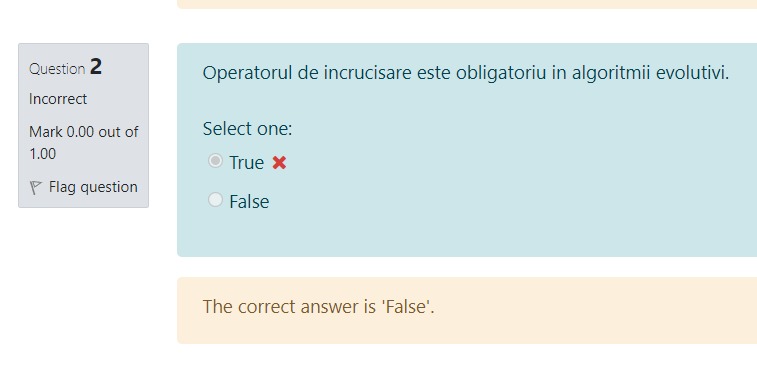 Question 2
Incorrect
Mark 0.00 out of
1.00
Flag question
Operatorul de incrucisare este obligatoriu in algoritmii evolutivi.
Select one:
True
False
The correct answer is 'False'.